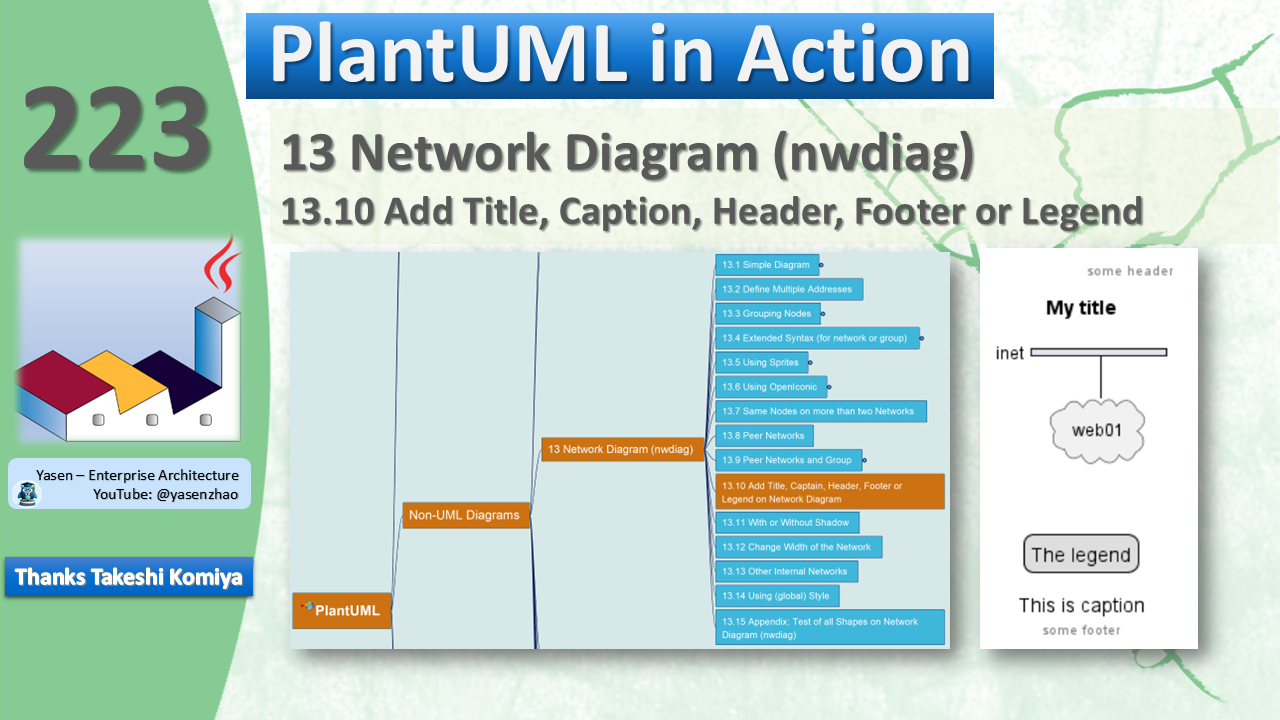 PlantUML in Action
223
13 Network Diagram (nwdiag)
13.10 Add Title, Caption, Header, Footer or Legend
Yasen – Enterprise Architecture
YouTube: @yasenzhao
Thanks Takeshi Komiya
PlantUML
Non-UML Diagrams
13 Network Diagram (nwdiag)
13.1 Simple Diagram
13.2 Define Multiple Addresses
13.3 Grouping Nodes
13.4 Extended Syntax (for network or group)
13.5 Using Sprites
13.6 Using OpenIconic
13.7 Same Nodes on more than two Networks
13.8 Peer Networks
13.9 Peer Networks and Group
13.10 Add Title, Captain, Header, Footer or
Legend on Network Diagram
13.11 With or Without Shadow
13.12 Change Width of the Network
13.13 Other Internal Networks
13.14 Using (global) Style
13.15 Appendix: Test of all Shapes on Network
Diagram (nwdiag)
some header
My title
inet
web01
The legend
This is caption
some footer